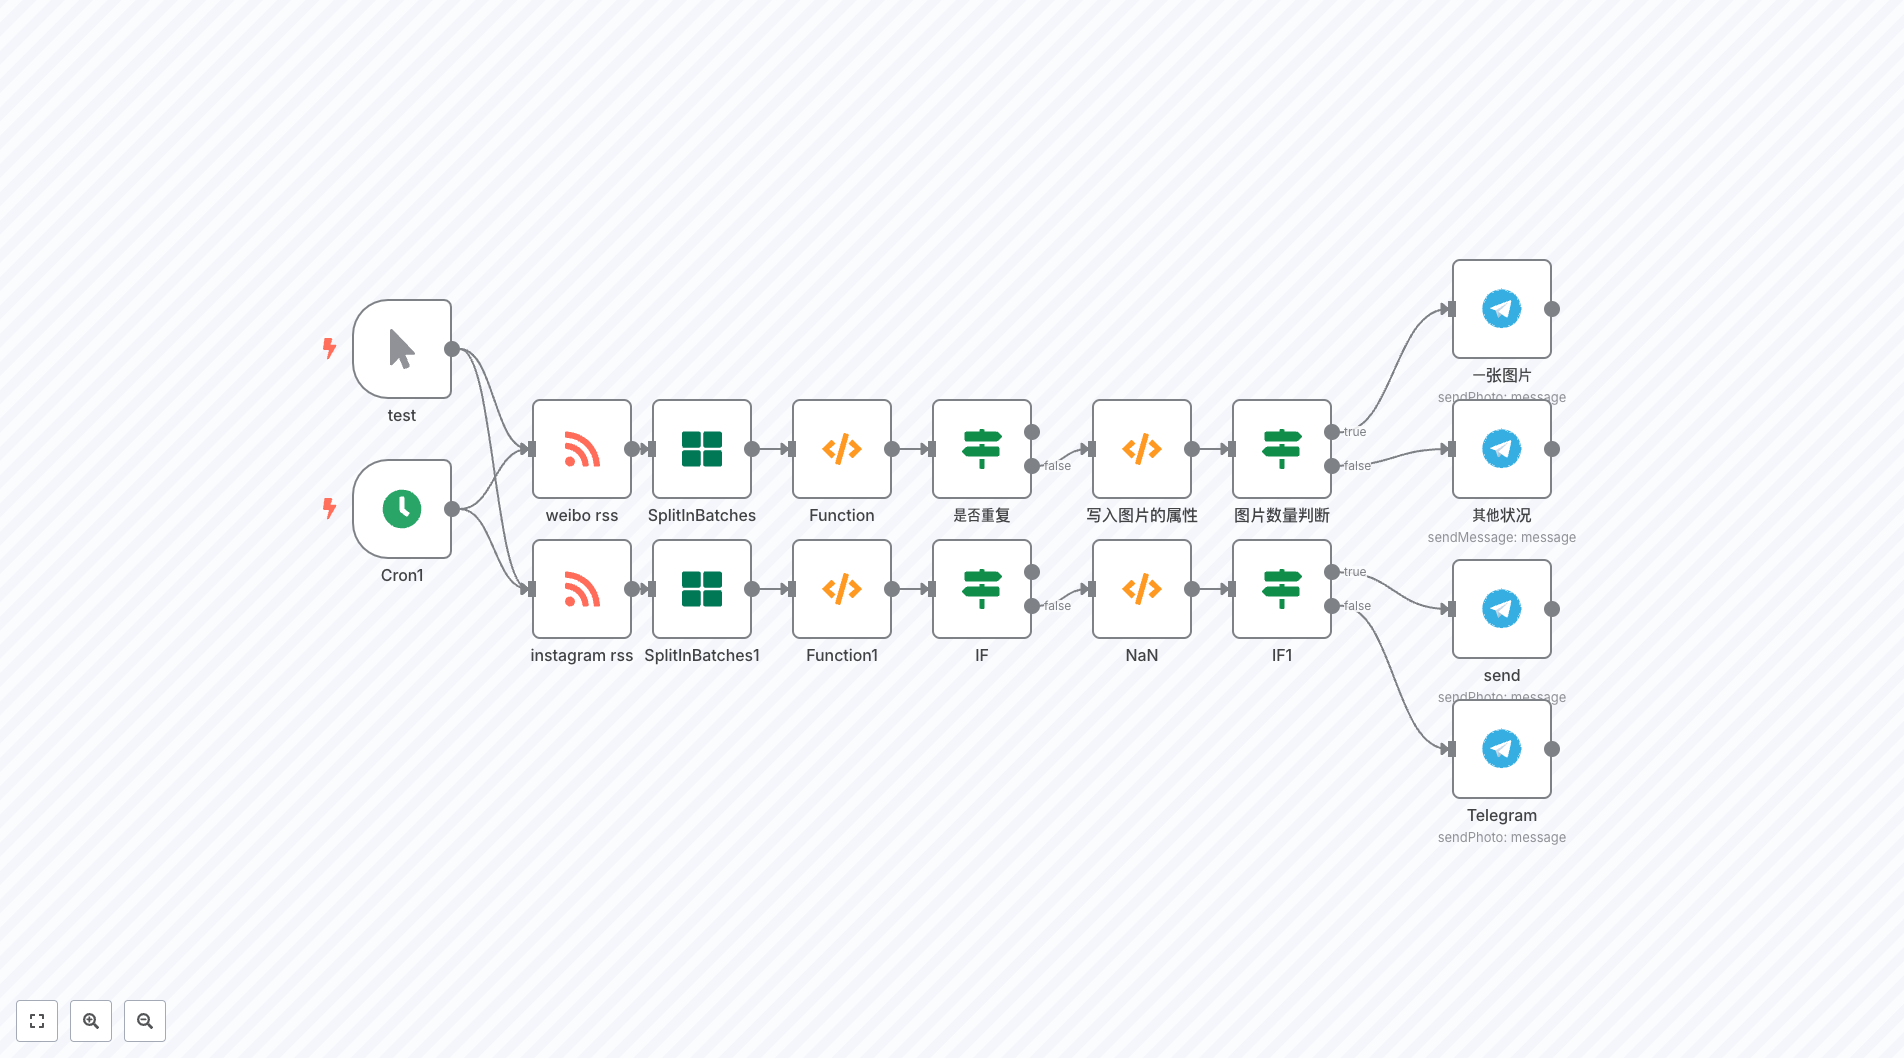 test
Cron1
weibo rss
SplitInBatches
Function
是否重复
false
写入图片的属性
图片数量判断
true
false
一张图片
sendPhoto: message
其他状况
sendMessage: message
instagram rss
SplitInBatches1
Function1
IF
false
NaN
IF1
true
false
send
sendPhoto: message
Telegram
sendPhoto: message